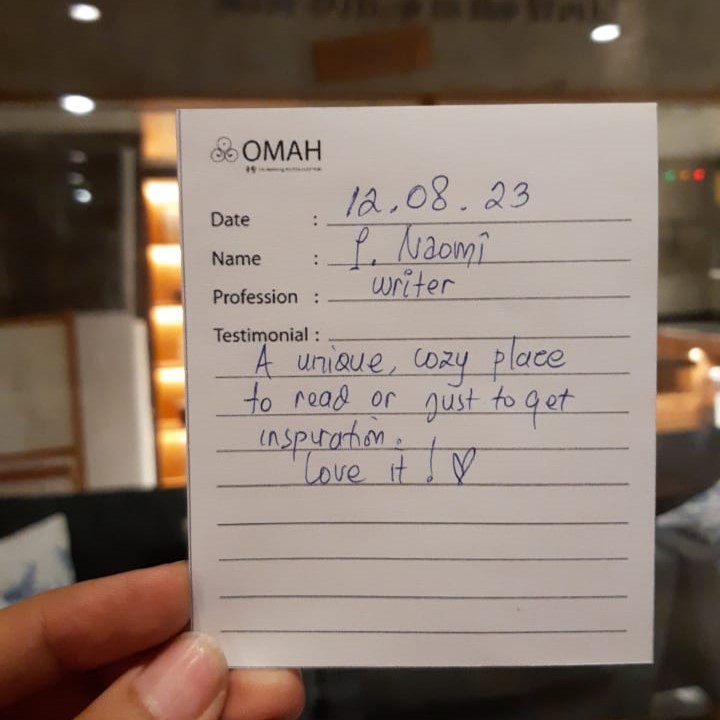 OMAH
Date : 12.08.23
Name : I. Naomi
Profession : writer
Testimonial :
A unique, cozy place
to read or just to get
inspiration.
Love it! ♡